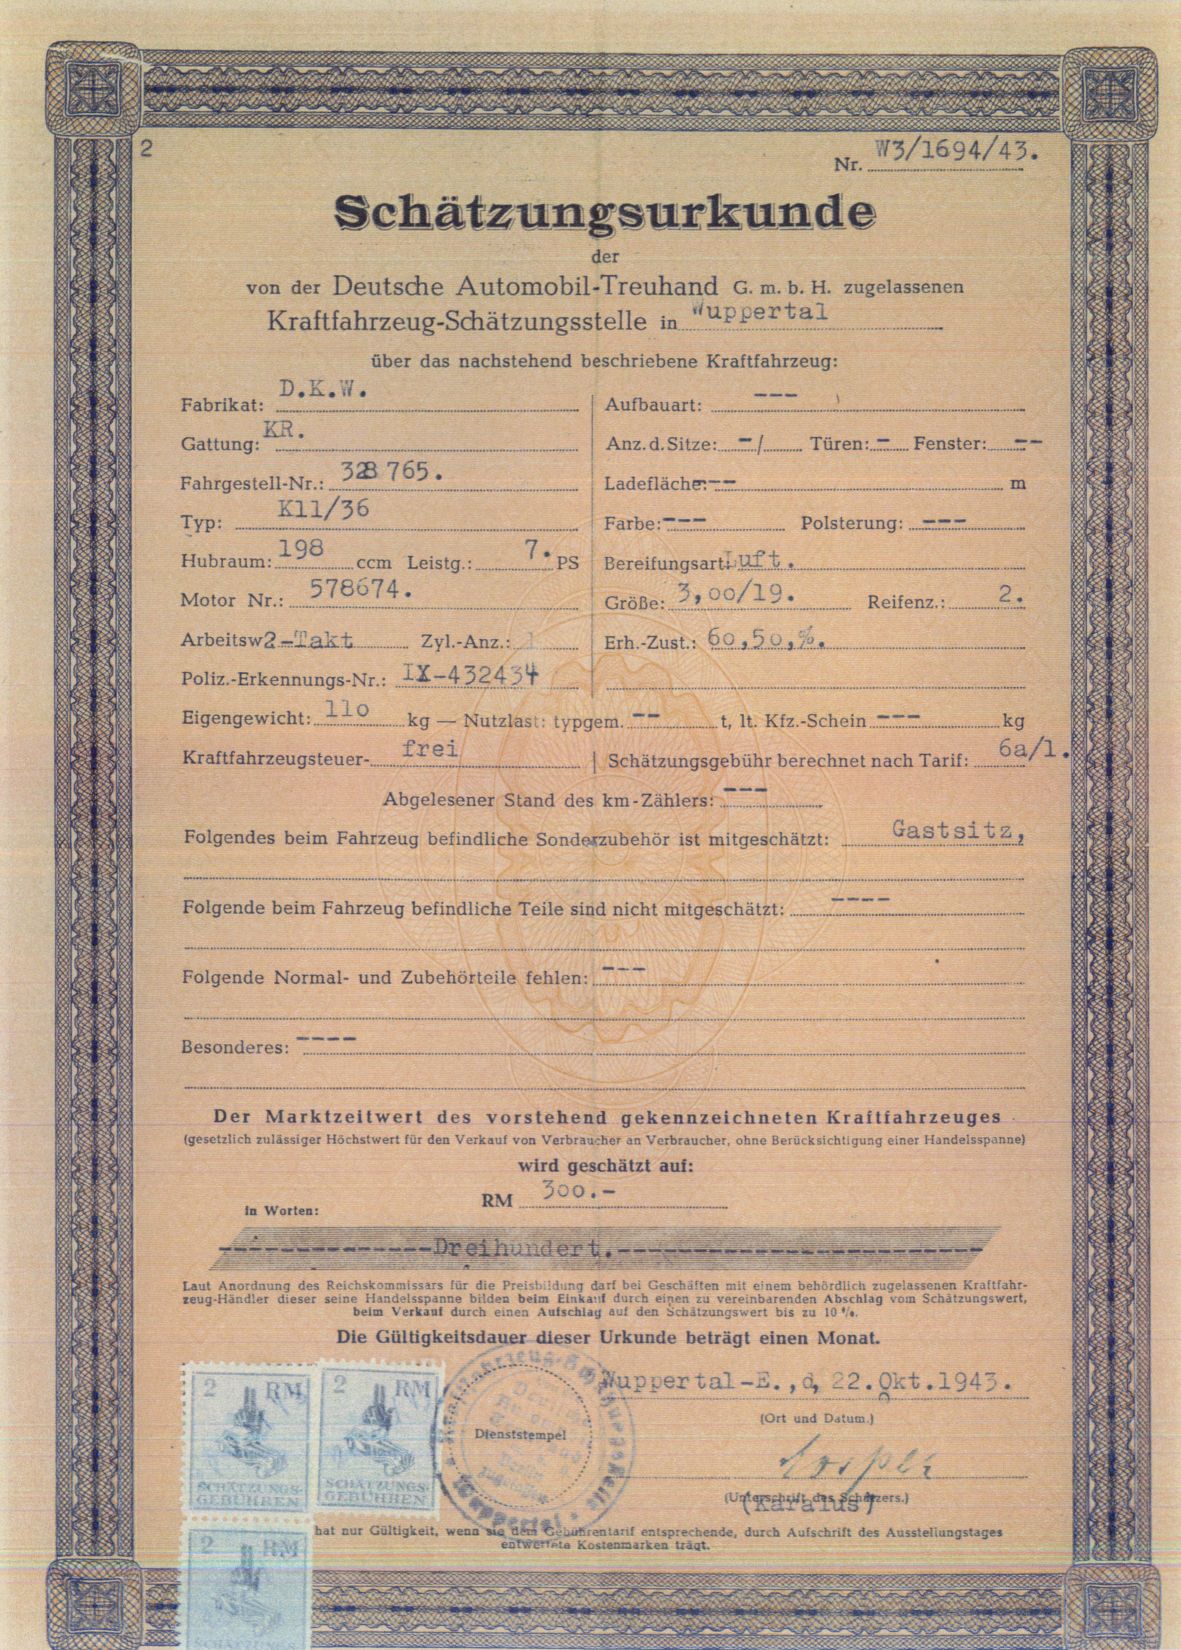 2
Nr. W3/1694/43.
Schätzungsurkunde
der
von der Deutsche Automobil-Treuhand G. m. b. H. zugelassenen
Kraftfahrzeug-Schätzungsstelle in Wuppertal
über das nachstehend beschriebene Kraftfahrzeug:
Fabrikat: D.K.W.
Aufbauart: ---
Gattung: KR.
Anz. d. Sitze: -/ Türen: - Fenster: --
Fahrgestell-Nr.: 328 765.
Ladefläche: -- m
Typ: K11/36
Farbe: --- Polsterung: ---
Hubraum: 198 ccm Leistg.: 7. PS
Bereifungsart: Luft.
Motor Nr.: 578674.
Größe: 3,00/19. Reifenz.: 2.
Arbeitsw 2-Takt Zyl.-Anz.: 1
Erh.-Zust.: 60,50,%.
Poliz.-Erkennungs-Nr.: IX-432434
Eigengewicht: 110 kg — Nutzlast: typgem. -- t, lt. Kfz.-Schein --- kg
Kraftfahrzeugsteuer- frei
Schätzungsgebühr berechnet nach Tarif: 6a/1.
Abgelesener Stand des km-Zählers: ---
Folgendes beim Fahrzeug befindliche Sonderzubehör ist mitgeschätzt: Gastsitz,
Folgende beim Fahrzeug befindliche Teile sind nicht mitgeschätzt: ----
Folgende Normal- und Zubehörteile fehlen: ---
Besonderes: ----
Der Marktzeitwert des vorstehend gekennzeichneten Kraftfahrzeuges
(gesetzlich zulässiger Höchstwert für den Verkauf von Verbraucher an Verbraucher, ohne Berücksichtigung einer Handelsspanne)
wird geschätzt auf:
RM 300.-
in Worten:
Dreihundert.
Laut Anordnung des Reichskommissars für die Preisbildung darf bei Geschäften mit einem behördlich zugelassenen Kraftfahr-
zeug-Händler dieser seine Handelsspanne bilden beim Einkauf durch einen zu vereinbarenden Abschlag vom Schätzungswert,
beim Verkauf durch einen Aufschlag auf den Schätzungswert bis zu 10 %.
Die Gültigkeitsdauer dieser Urkunde beträgt einen Monat.
Wuppertal-E.,d, 22.Okt.1943.
(Ort und Datum.)
2 RM
SCHÄTZUNGS-
GEBÜHREN
2 RM
SCHÄTZUNGS-
GEBÜHREN
Dienststempel
Kraftfahrzeug-Schätzungsstelle
Wuppertal
(Unterschrift des Schätzers.)
(Karalus)
hat nur Gültigkeit, wenn sie dem Gebührentarif entsprechende, durch Aufschrift des Ausstellungstages
entwertete Kostenmarken trägt.
2 RM
SCHÄTZUNGS-